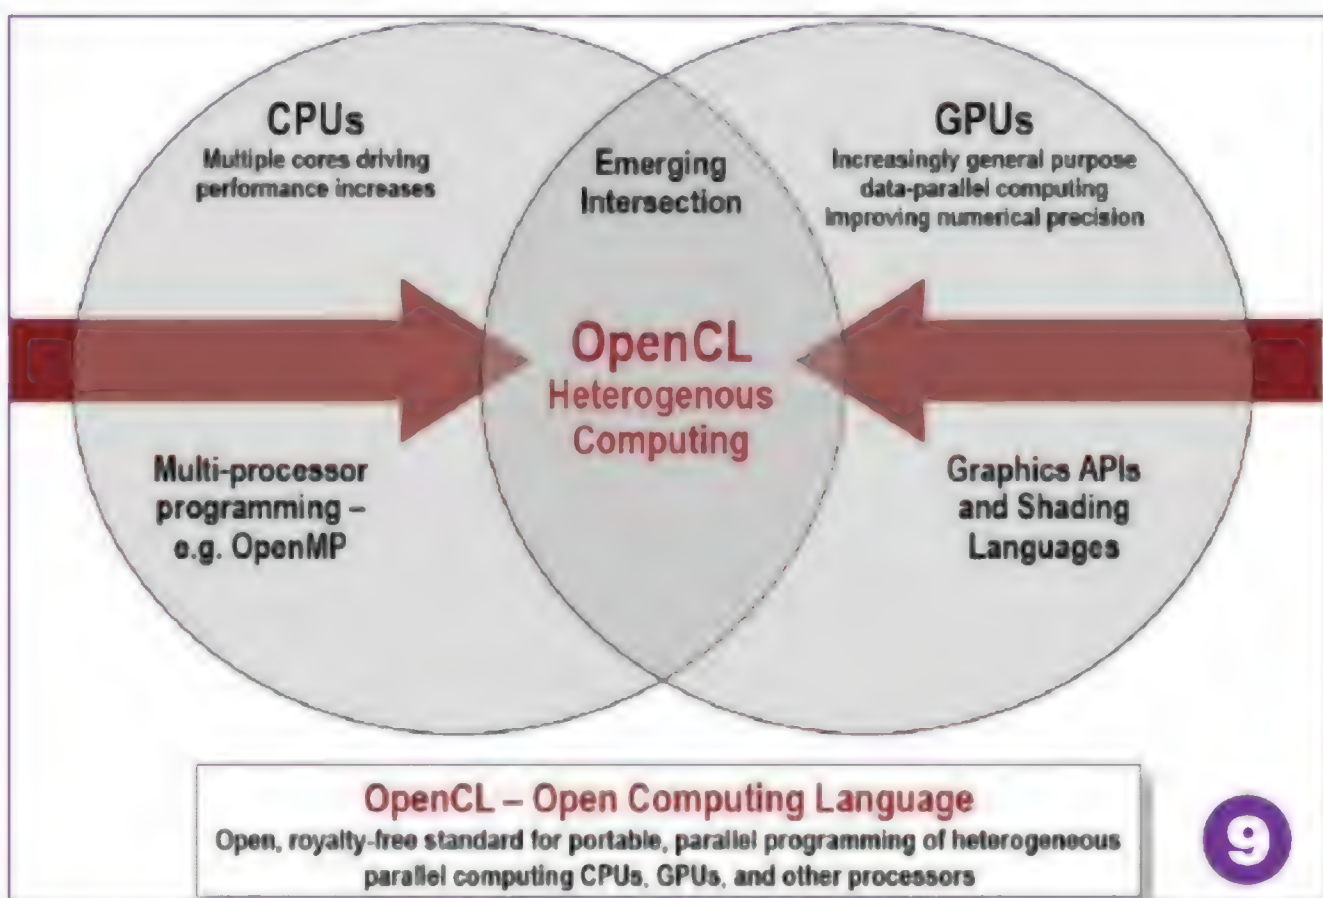 CPUs
Multiple cores driving
performance increases
Emerging
Intersection
GPUs
Increasingly general purpose
data-parallel computing
Improving numerical precision
OpenCL
Heterogenous
Computing
Multi-processor
programming –
e.g. OpenMP
Graphics APIs
and Shading
Languages
OpenCL – Open Computing Language
Open, royalty-free standard for portable, parallel programming of heterogeneous
parallel computing CPUs, GPUs, and other processors
9